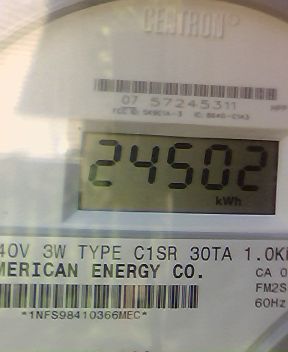 CENTRON®
07 57245311
24502
kWh
40V 3W TYPE C1SR 30TA 1.0K
MERICAN ENERGY CO.
CA 0
FM2S
60Hz
*1NFS98410366MEC*